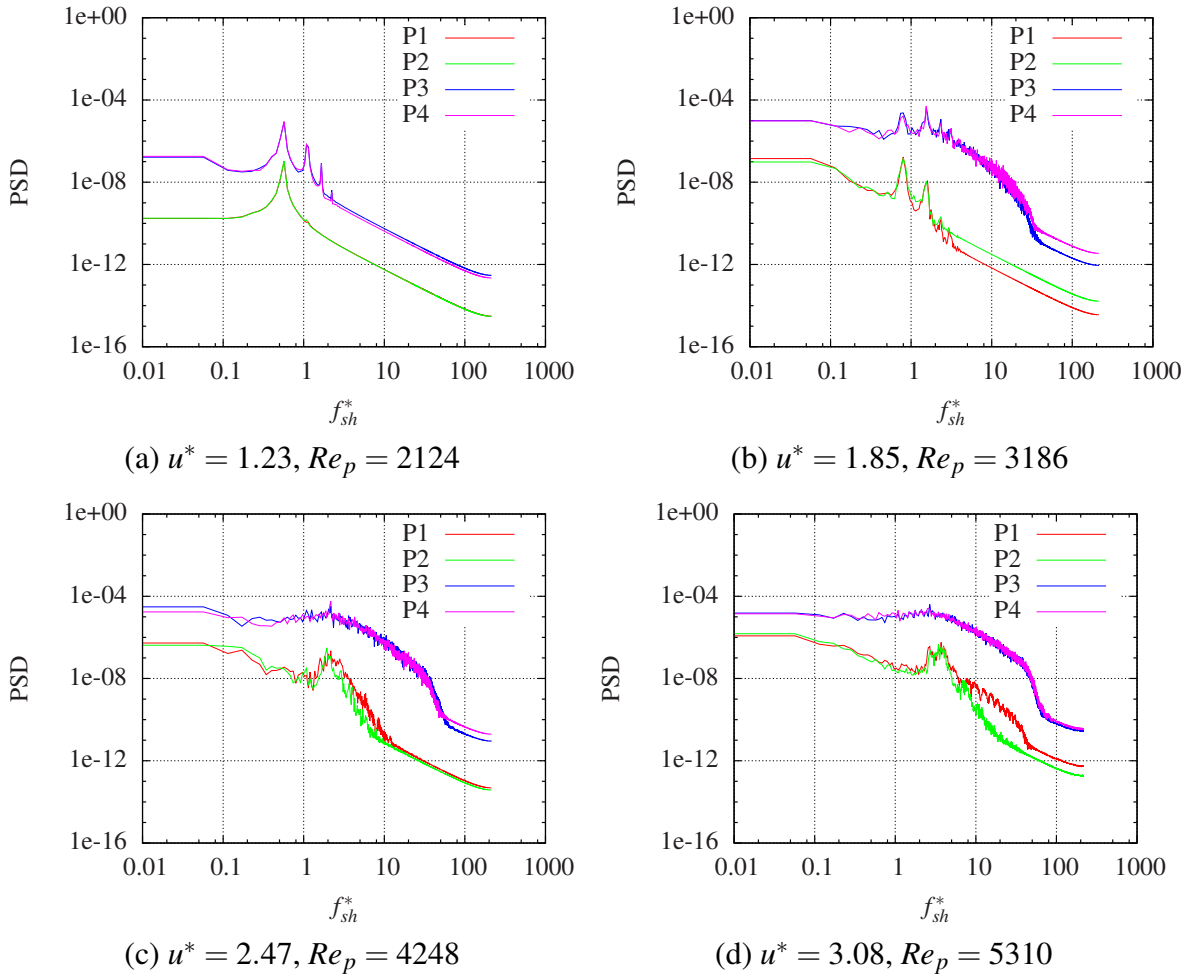 1e+00
1e-04
1e-08
1e-12
1e-16
PSD
0.01 0.1 1 10 100 1000
f*sh
P1
P2
P3
P4
(a) u* = 1.23, Rep = 2124
1e+00
1e-04
1e-08
1e-12
1e-16
PSD
0.01 0.1 1 10 100 1000
f*sh
P1
P2
P3
P4
(b) u* = 1.85, Rep = 3186
1e+00
1e-04
1e-08
1e-12
1e-16
PSD
0.01 0.1 1 10 100 1000
f*sh
P1
P2
P3
P4
(c) u* = 2.47, Rep = 4248
1e+00
1e-04
1e-08
1e-12
1e-16
PSD
0.01 0.1 1 10 100 1000
f*sh
P1
P2
P3
P4
(d) u* = 3.08, Rep = 5310